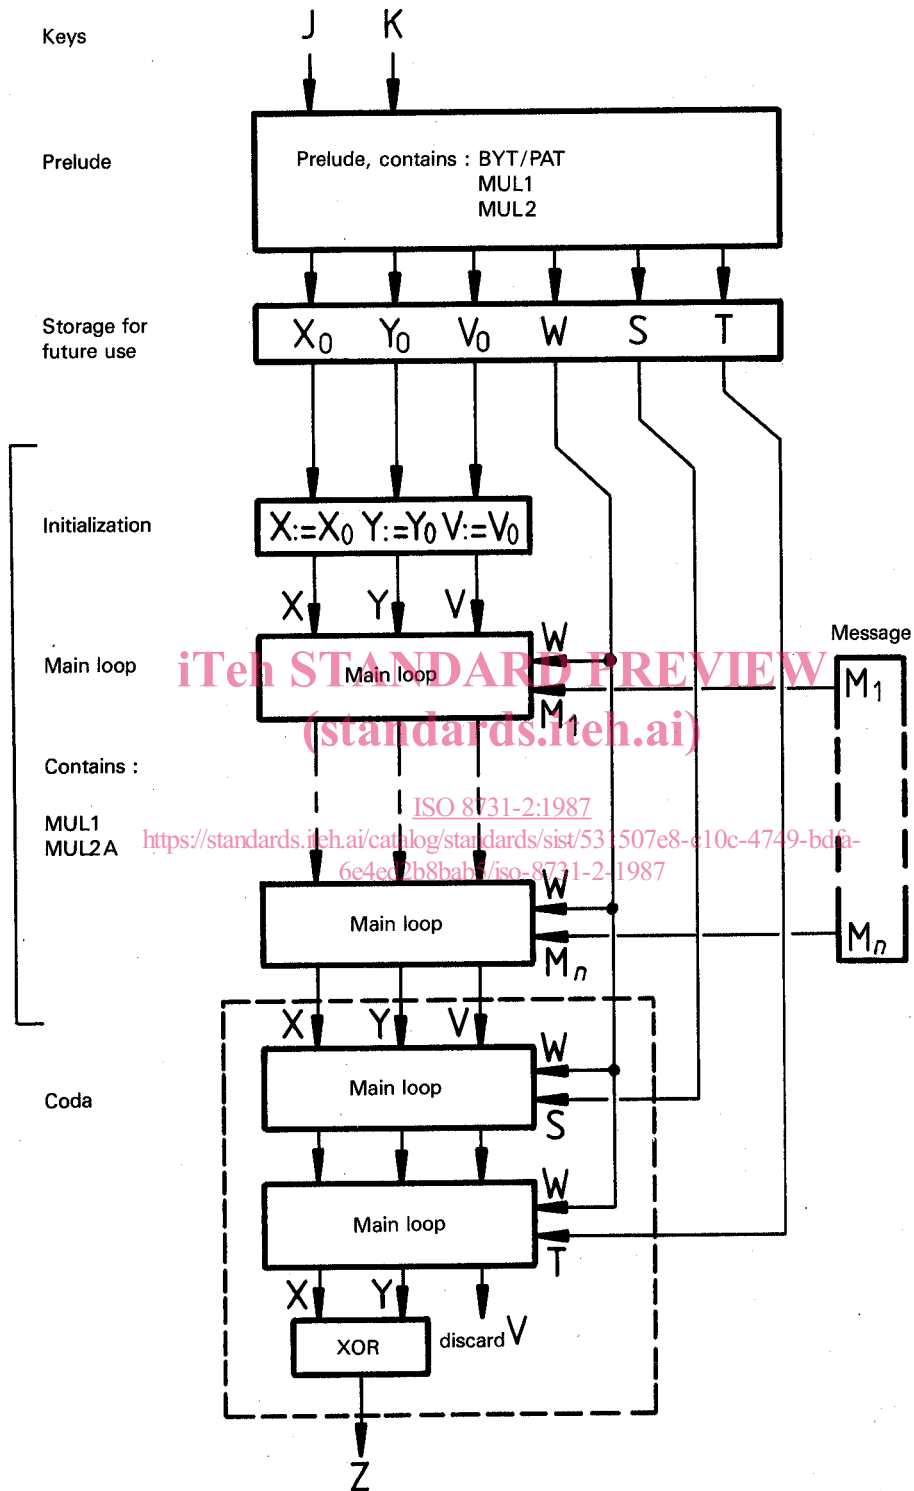 Keys
J K
Prelude
Prelude, contains : BYT/PAT
MUL1
MUL2
Storage for
future use
X0 Y0 V0 W S T
Initialization
X:=X0 Y:=Y0 V:=V0
X Y V
Message
Main loop
Main loop
W
M1
M1
iTeh STANDARD PREVIEW
(standards.iteh.ai)
Contains :
MUL1
MUL2A
ISO 8731-2:1987
https://standards.iteh.ai/catalog/standards/sist/531507e8-c10c-4749-bdfa-
6e4ed2b8bab5/iso-8731-2-1987
Main loop
W
Mn
Mn
X Y V
Coda
Main loop
W
S
Main loop
W
T
X Y
XOR
discard V
Z